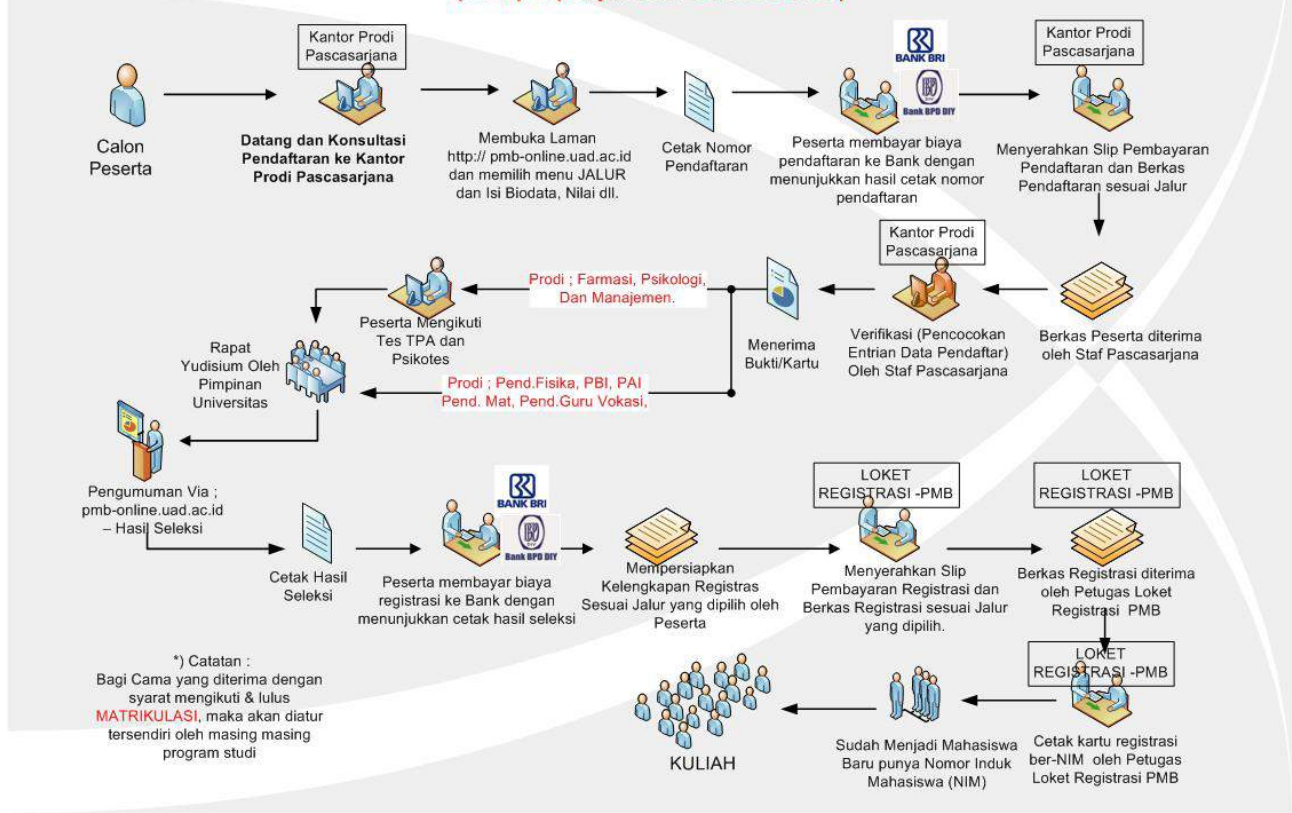 Kantor Prodi
Pascasarjana
Calon
Peserta
Datang dan Konsultasi
Pendaftaran ke Kantor
Prodi Pascasarjana
Membuka Laman
http:// pmb-online.uad.ac.id
dan memilih menu JALUR
dan Isi Biodata, Nilai dll.
Cetak Nomor
Pendaftaran
BANK BRI
Bank BPD DIY
Peserta membayar biaya
pendaftaran ke Bank dengan
menunjukkan hasil cetak nomor
pendaftaran
Kantor Prodi
Pascasarjana
Menyerahkan Slip Pembayaran
Pendaftaran dan Berkas
Pendaftaran sesuai Jalur
Berkas Peserta diterima
oleh Staf Pascasarjana
Kantor Prodi
Pascasarjana
Verifikasi (Pencocokan
Entrian Data Pendaftar)
Oleh Staf Pascasarjana
Menerima
Bukti/Kartu
Prodi ; Farmasi, Psikologi,
Dan Manajemen.
Peserta Mengikuti
Tes TPA dan
Psikotes
Prodi ; Pend.Fisika, PBI, PAI
Pend. Mat, Pend.Guru Vokasi,
Rapat
Yudisium Oleh
Pimpinan
Universitas
Pengumuman Via ;
pmb-online.uad.ac.id
– Hasil Seleksi
Cetak Hasil
Seleksi
BANK BRI
Bank BPD DIY
Peserta membayar biaya
registrasi ke Bank dengan
menunjukkan cetak hasil seleksi
Mempersiapkan
Kelengkapan Registras
Sesuai Jalur yang dipilih oleh
Peserta
LOKET
REGISTRASI -PMB
Menyerahkan Slip
Pembayaran Registrasi dan
Berkas Registrasi sesuai Jalur
yang dipilih.
LOKET
REGISTRASI -PMB
Berkas Registrasi diterima
oleh Petugas Loket
Registrasi PMB
LOKET
REGISTRASI -PMB
Cetak kartu registrasi
ber-NIM oleh Petugas
Loket Registrasi PMB
Sudah Menjadi Mahasiswa
Baru punya Nomor Induk
Mahasiswa (NIM)
KULIAH
*) Catatan :
Bagi Cama yang diterima dengan
syarat mengikuti & lulus
MATRIKULASI, maka akan diatur
tersendiri oleh masing masing
program studi